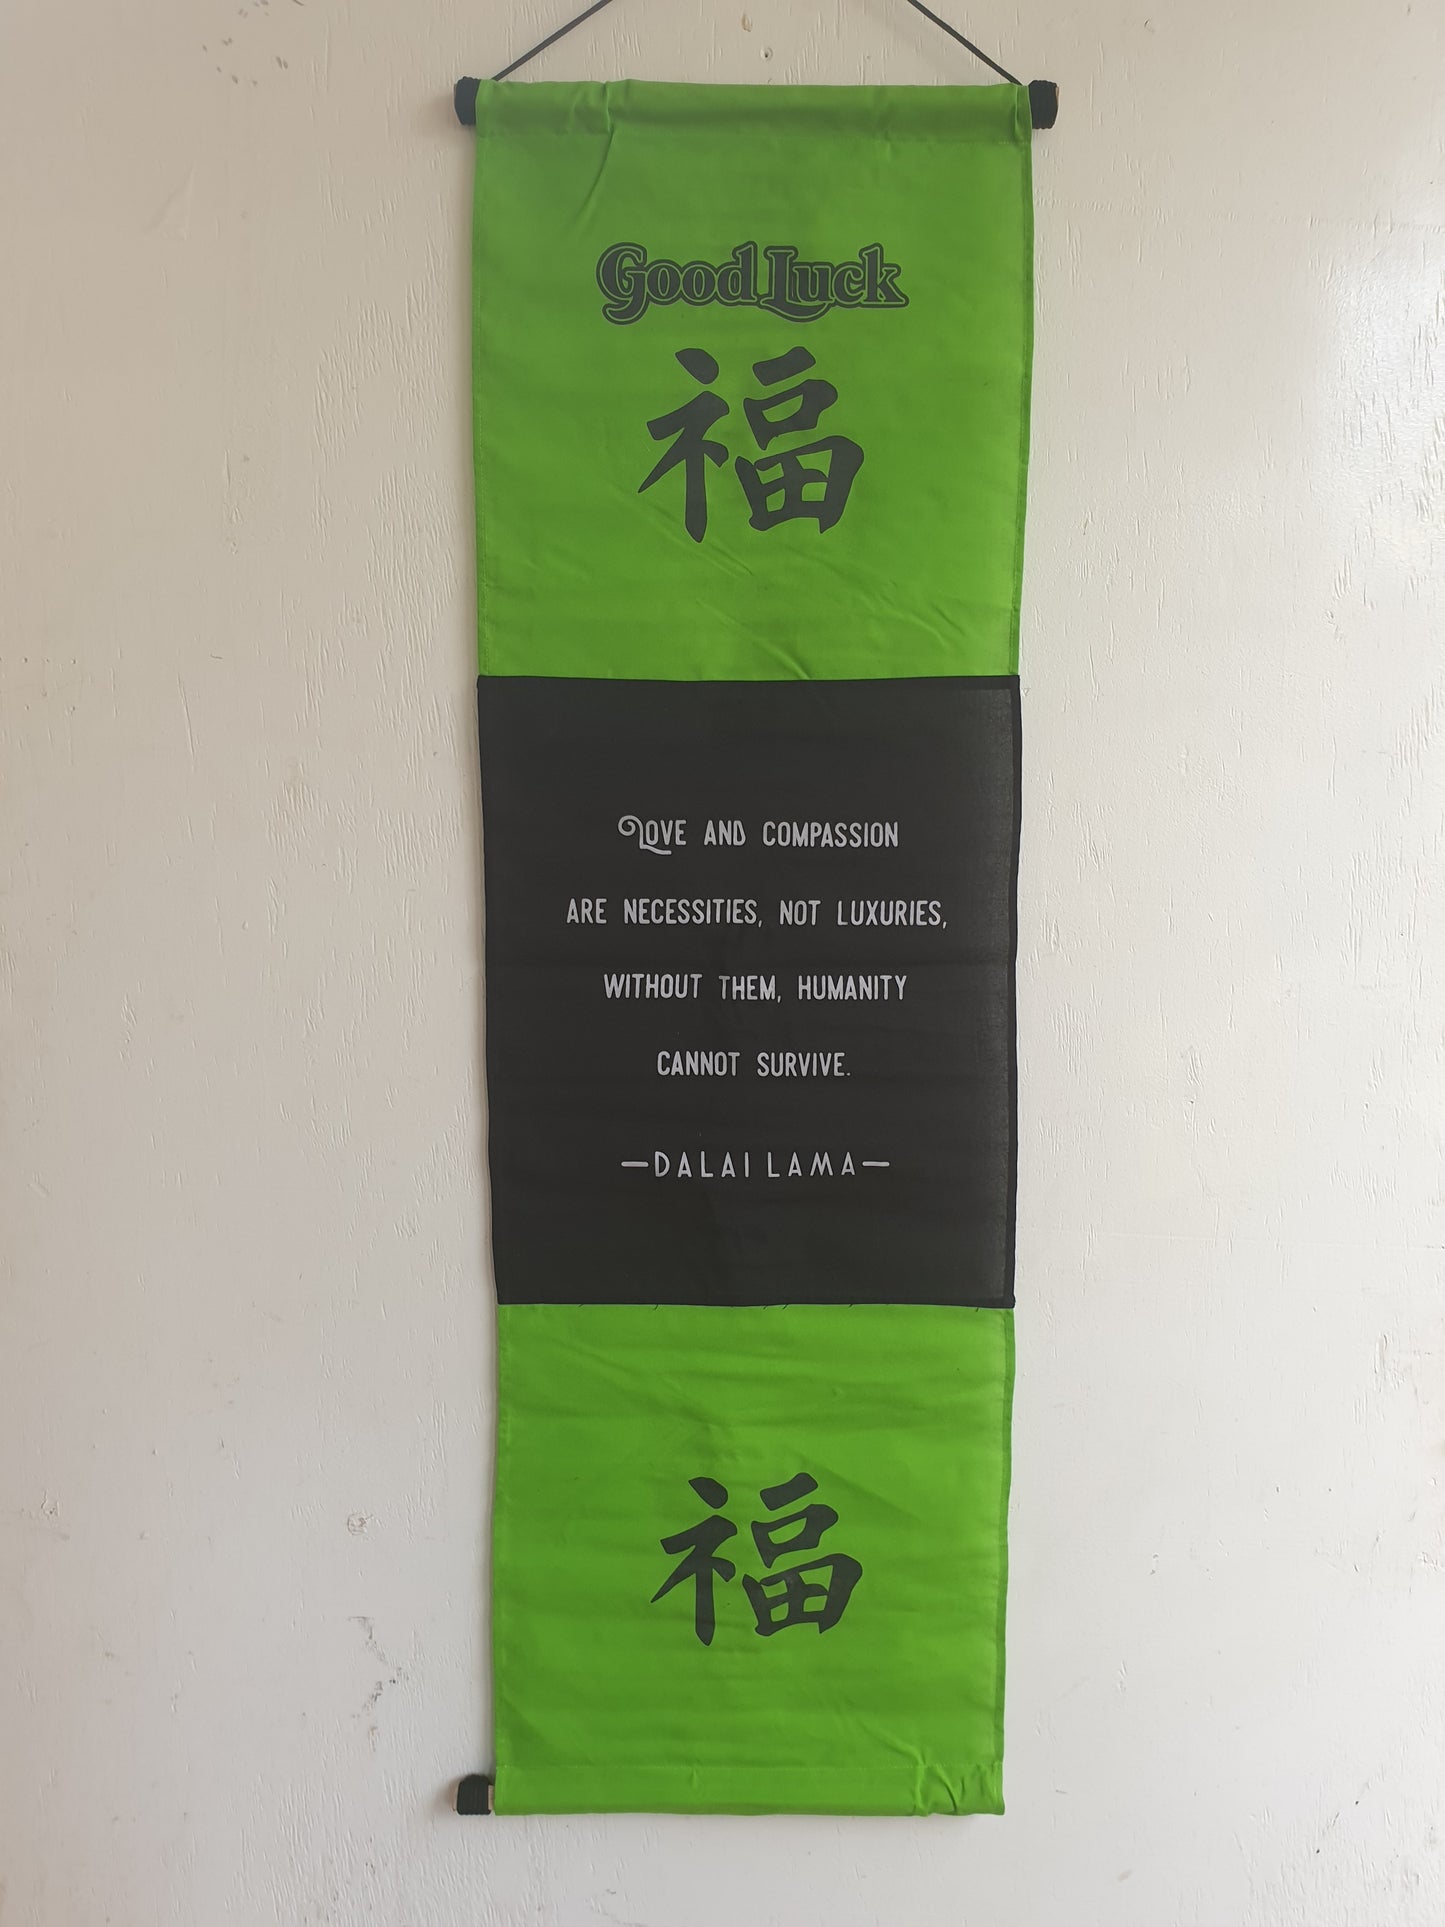 Good Luck
福
LOVE AND COMPASSION
ARE NECESSITIES, NOT LUXURIES,
WITHOUT THEM, HUMANITY
CANNOT SURVIVE.
—DALAI LAMA—
福